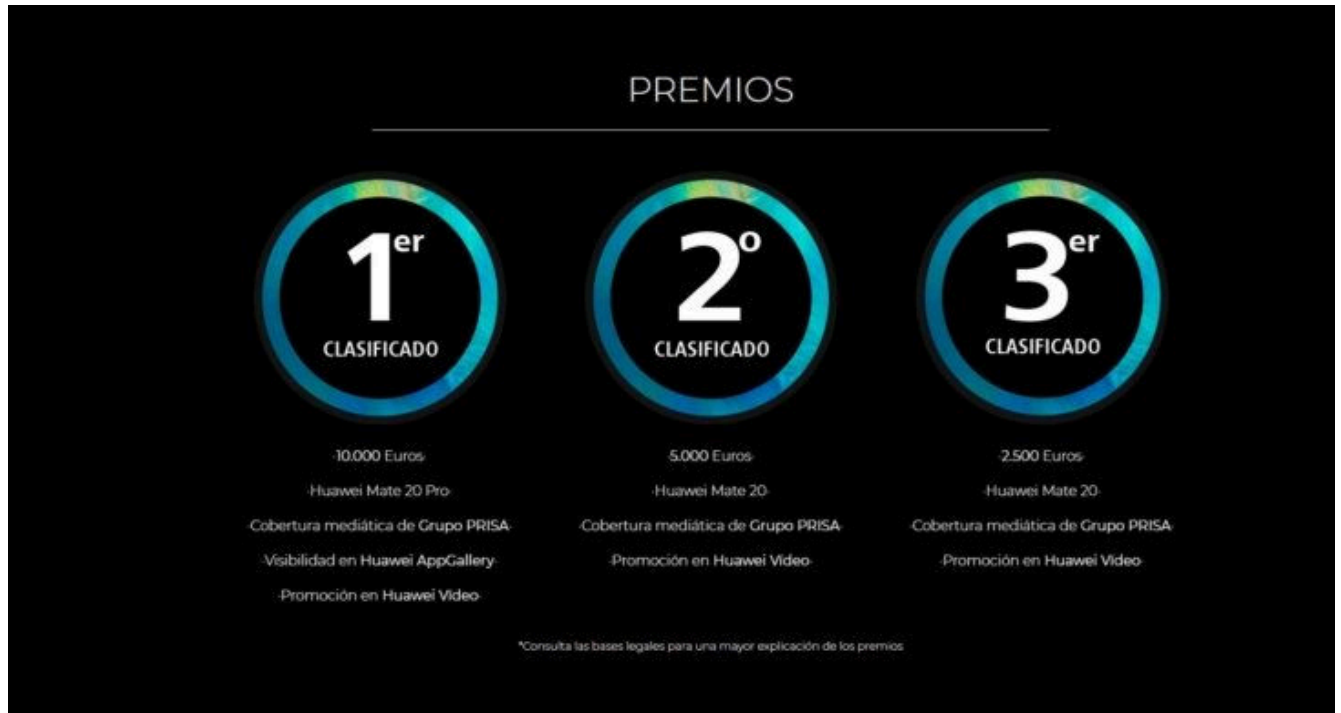 PREMIOS
1er
CLASIFICADO
·10.000 Euros·
·Huawei Mate 20 Pro·
·Cobertura mediática de Grupo PRISA·
·Visibilidad en Huawei AppGallery·
·Promoción en Huawei Video·
2º
CLASIFICADO
·5.000 Euros·
·Huawei Mate 20·
·Cobertura mediática de Grupo PRISA·
·Promoción en Huawei Video·
3er
CLASIFICADO
·2.500 Euros·
·Huawei Mate 20·
·Cobertura mediática de Grupo PRISA·
·Promoción en Huawei Video·
*Consulta las bases legales para una mayor explicación de los premios